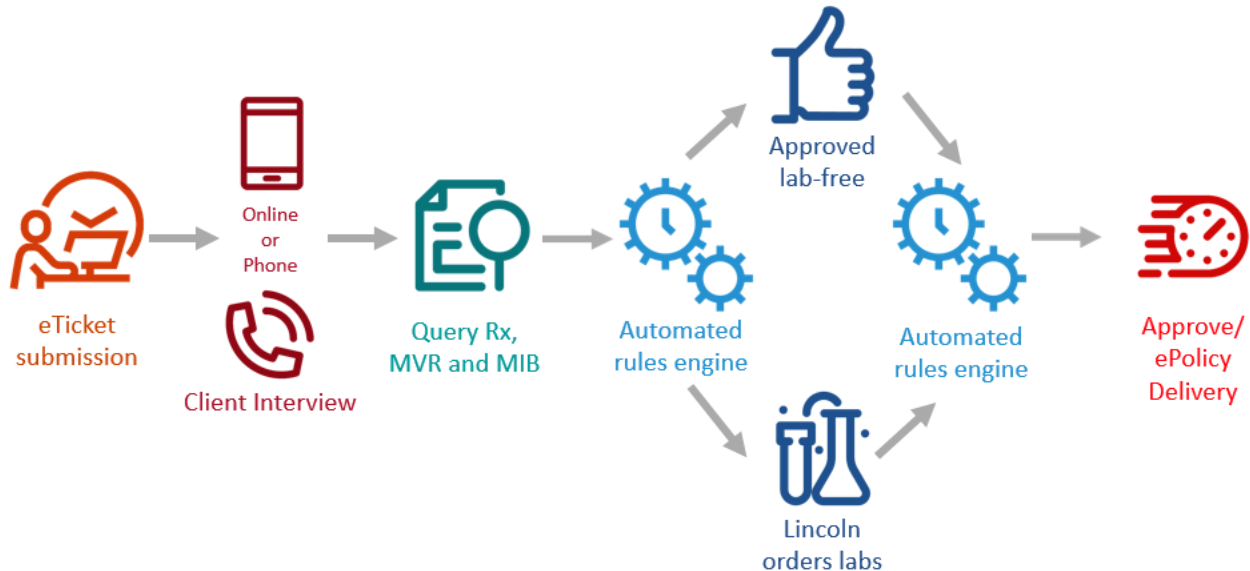 eTicket
submission
Online
or
Phone
Client Interview
Query Rx,
MVR and MIB
Automated
rules engine
Approved
lab-free
Lincoln
orders labs
Automated
rules engine
Approve/
ePolicy
Delivery